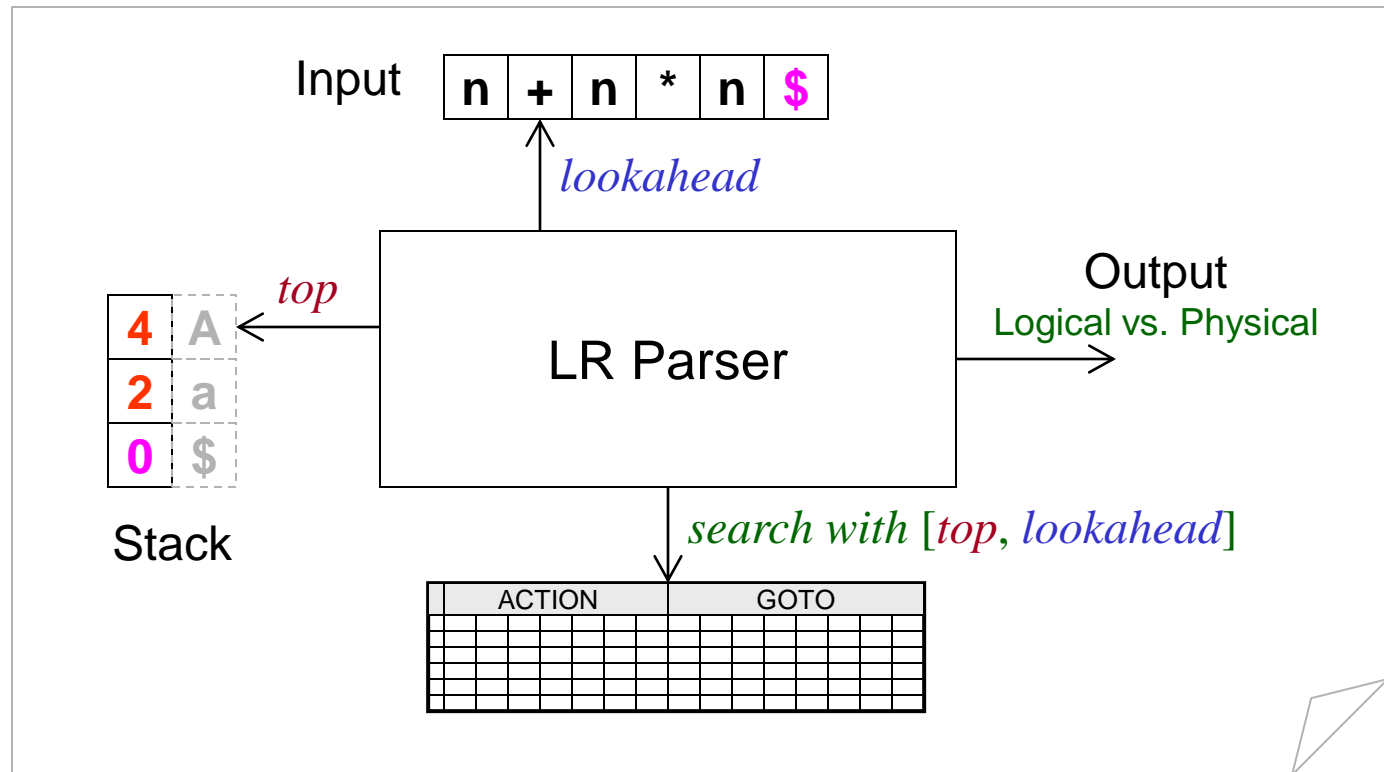 Input n + n * n $
lookahead
top
Output
Logical vs. Physical
4 A
2 a
0 $
LR Parser
Stack
search with [top, lookahead]
ACTION GOTO